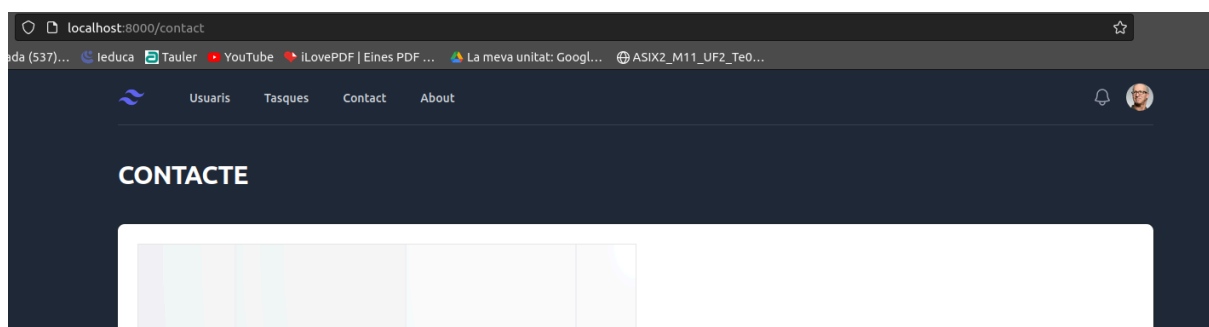 localhost:8000/contact
ada (537)... Ieduca Tauler YouTube iLovePDF | Eines PDF ... La meva unitat: Googl... ASIX2_M11_UF2_Te0...
Usuaris Tasques Contact About
CONTACTE